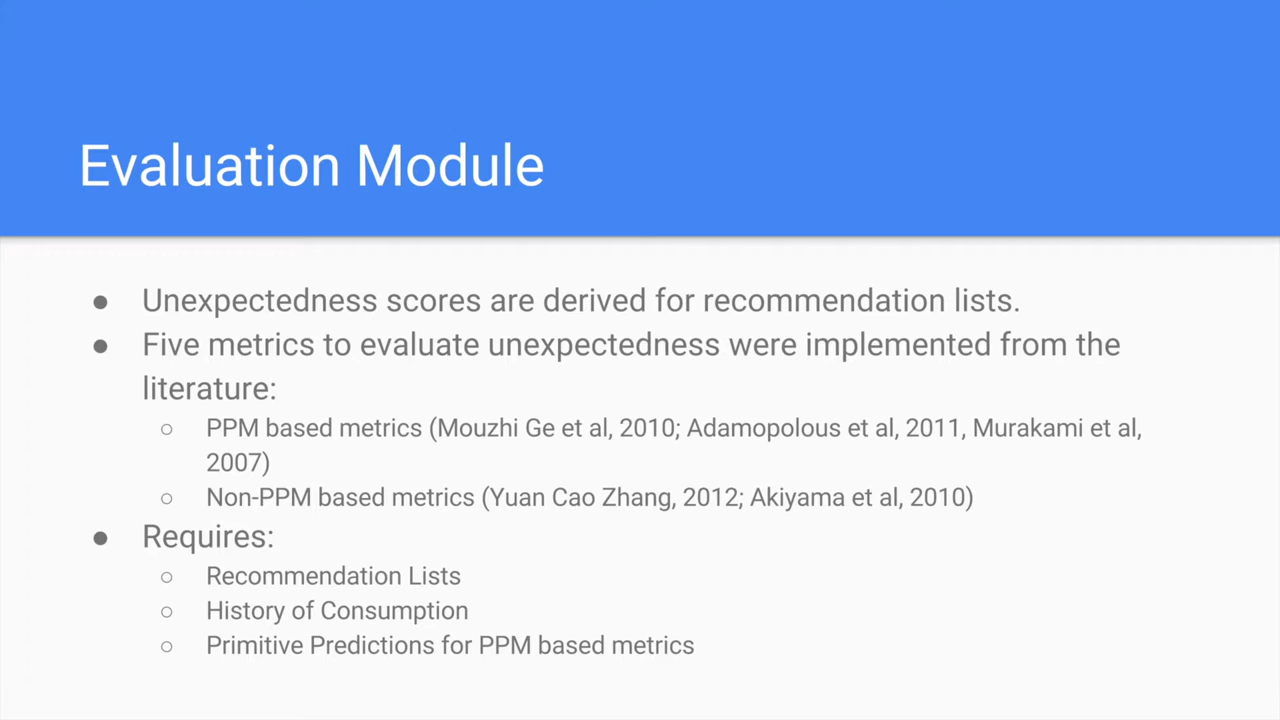 Evaluation Module
● Unexpectedness scores are derived for recommendation lists.
● Five metrics to evaluate unexpectedness were implemented from the
literature:
○ PPM based metrics (Mouzhi Ge et al, 2010; Adamopolous et al, 2011, Murakami et al,
2007)
○ Non-PPM based metrics (Yuan Cao Zhang, 2012; Akiyama et al, 2010)
● Requires:
○ Recommendation Lists
○ History of Consumption
○ Primitive Predictions for PPM based metrics